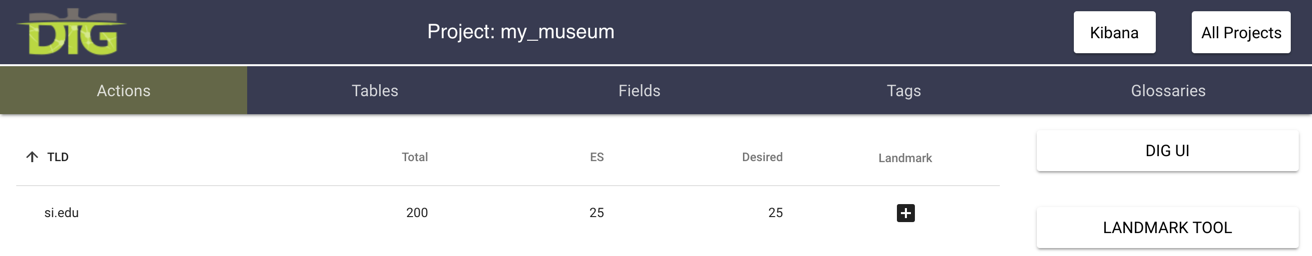 DIG
Project: my_museum
Kibana
All Projects
Actions
Tables
Fields
Tags
Glossaries
TLD
Total
ES
Desired
Landmark
DIG UI
si.edu
200
25
25
LANDMARK TOOL